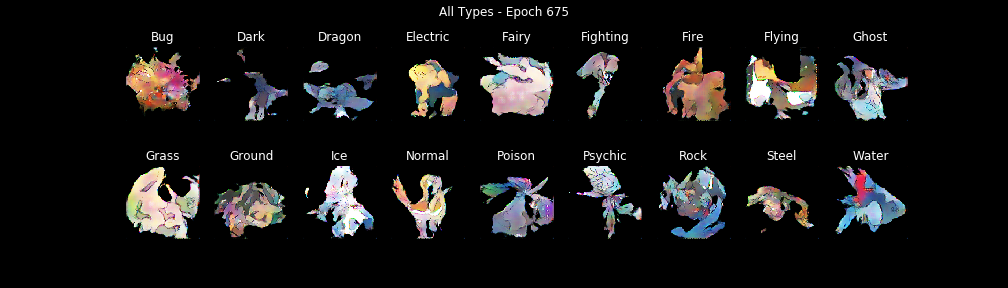 All Types - Epoch 675
Bug Dark Dragon Electric Fairy Fighting Fire Flying Ghost
Grass Ground Ice Normal Poison Psychic Rock Steel Water